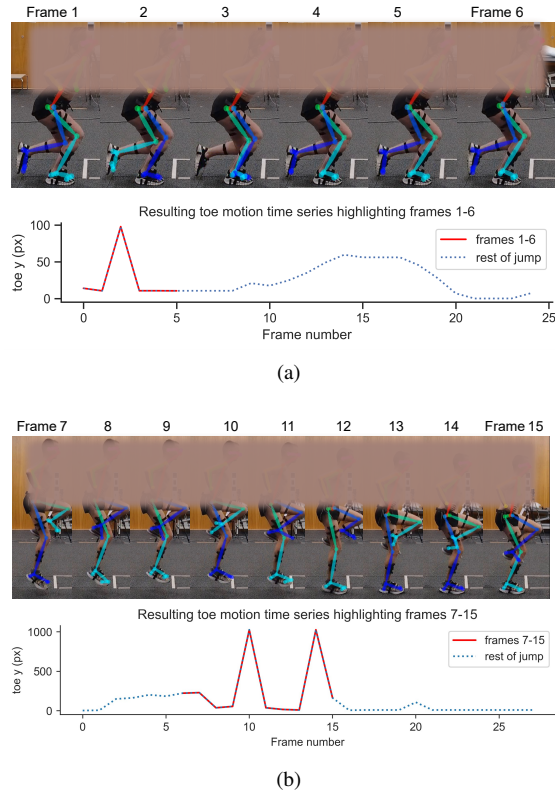 Frame 1 2 3 4 5 Frame 6
Resulting toe motion time series highlighting frames 1-6
100
50
0
toe y (px)
frames 1-6
rest of jump
0 5 10 15 20 25
Frame number
(a)
Frame 7 8 9 10 11 12 13 14 Frame 15
Resulting toe motion time series highlighting frames 7-15
1000
500
0
toe y (px)
frames 7-15
rest of jump
0 5 10 15 20 25
Frame number
(b)